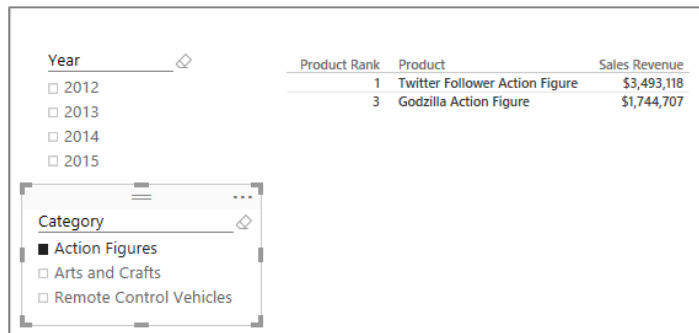 Year
2012
2013
2014
2015
Category
Action Figures
Arts and Crafts
Remote Control Vehicles
Product Rank Product Sales Revenue
1 Twitter Follower Action Figure $3,493,118
3 Godzilla Action Figure $1,744,707